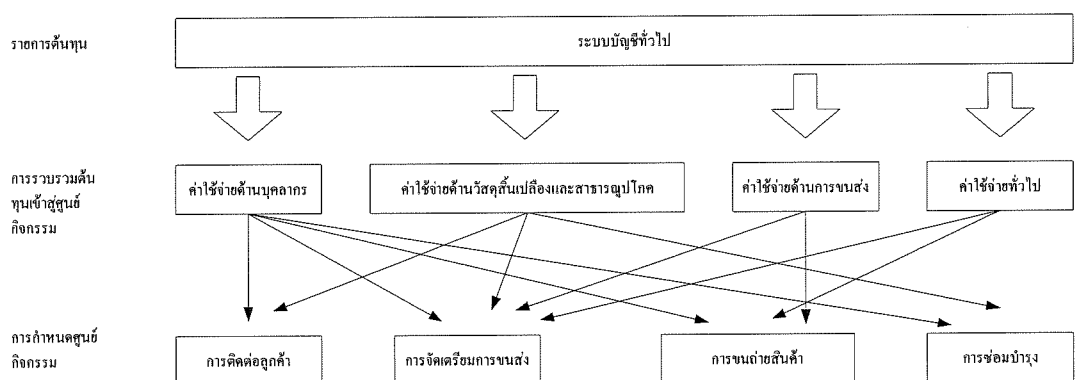 รายการต้นทุน
ระบบบัญชีทั่วไป
การรวบรวมต้น
ทุนเข้าสู่ศูนย์
กิจกรรม
ค่าใช้จ่ายด้านบุคลากร
ค่าใช้จ่ายด้านวัสดุสิ้นเปลืองและสาธารณูปโภค
ค่าใช้จ่ายด้านการขนส่ง
ค่าใช้จ่ายทั่วไป
การกำหนดศูนย์
กิจกรรม
การติดต่อลูกค้า
การจัดเตรียมการขนส่ง
การขนถ่ายสินค้า
การซ่อมบำรุง